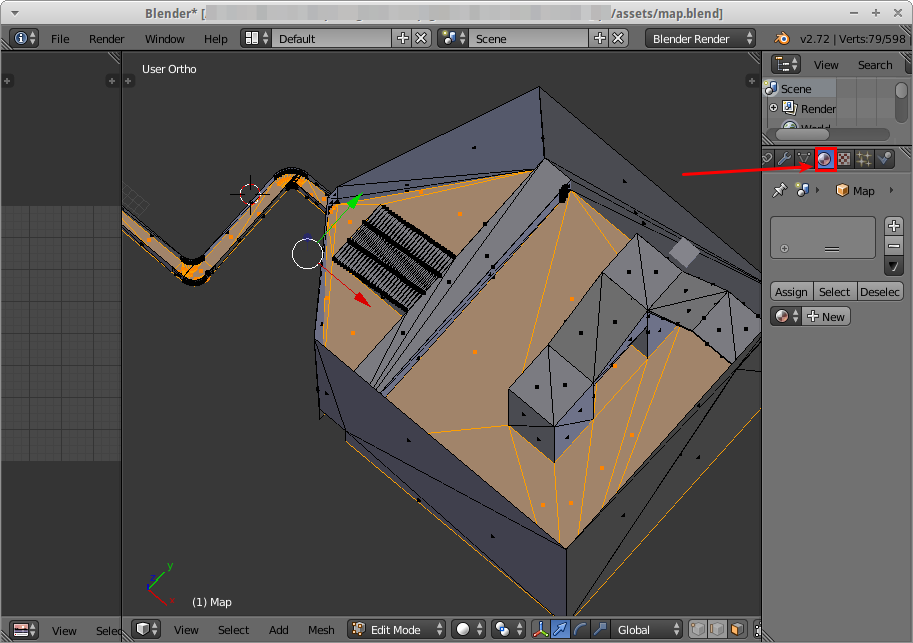 Blender* [ /assets/map.blend]
File Render Window Help Default Scene Blender Render v2.72 | Verts:79/598
User Ortho
View Search
Scene
Render
World
Map
Assign Select Deselec
New
y
z
x
(1) Map
View Selec View Select Add Mesh Edit Mode Global